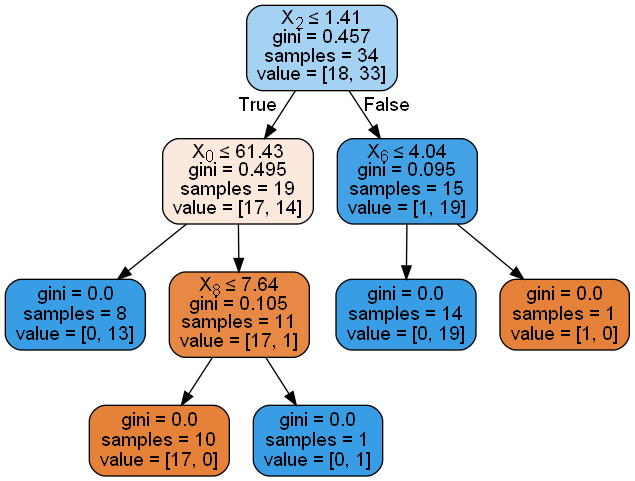 X₂ ≤ 1.41
gini = 0.457
samples = 34
value = [18, 33]
True
False
X₀ ≤ 61.43
gini = 0.495
samples = 19
value = [17, 14]
X₆ ≤ 4.04
gini = 0.095
samples = 15
value = [1, 19]
gini = 0.0
samples = 8
value = [0, 13]
X₈ ≤ 7.64
gini = 0.105
samples = 11
value = [17, 1]
gini = 0.0
samples = 14
value = [0, 19]
gini = 0.0
samples = 1
value = [1, 0]
gini = 0.0
samples = 10
value = [17, 0]
gini = 0.0
samples = 1
value = [0, 1]